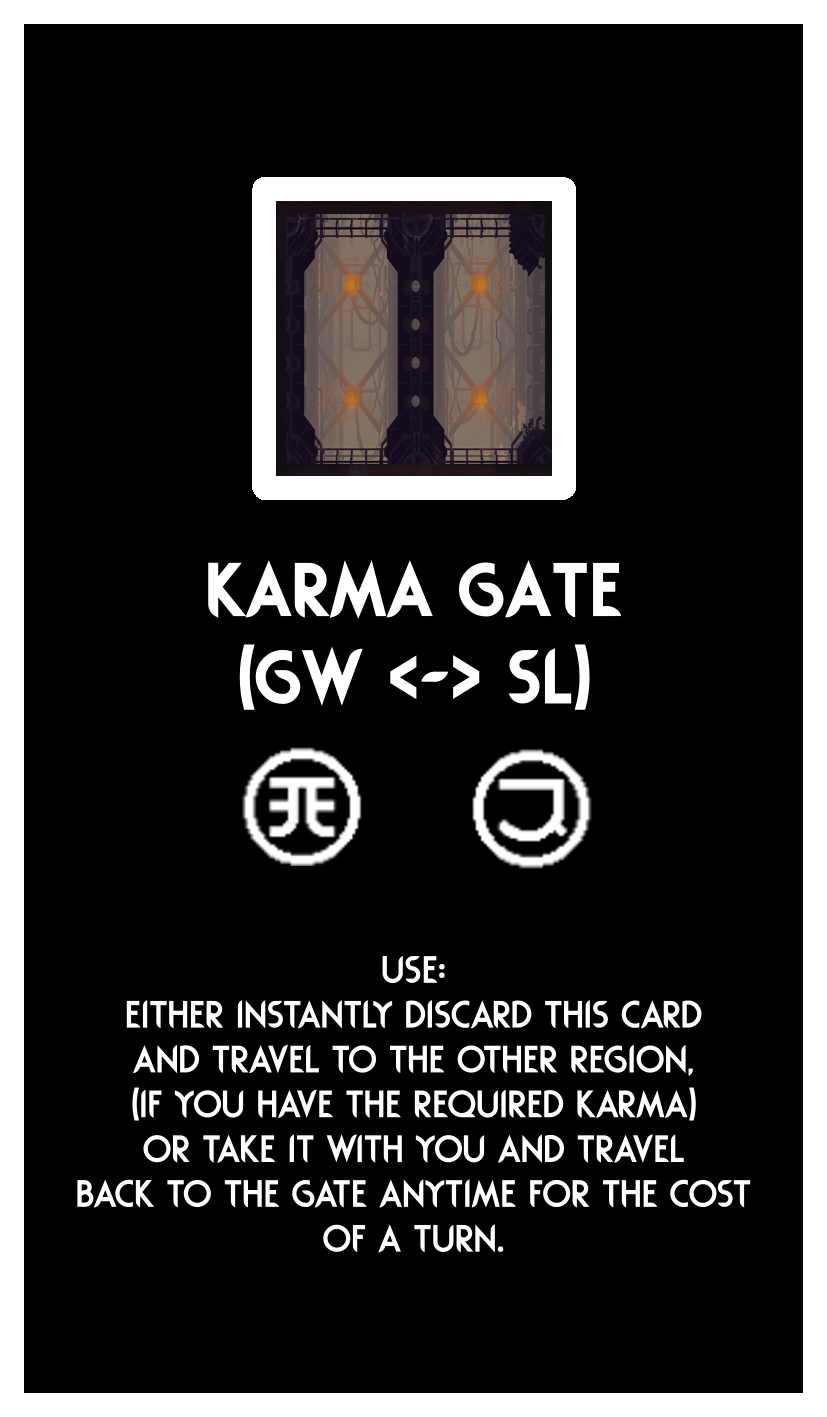 KARMA GATE
(GW <-> SL)
USE:
EITHER INSTANTLY DISCARD THIS CARD
AND TRAVEL TO THE OTHER REGION,
(IF YOU HAVE THE REQUIRED KARMA)
OR TAKE IT WITH YOU AND TRAVEL
BACK TO THE GATE ANYTIME FOR THE COST
OF A TURN.